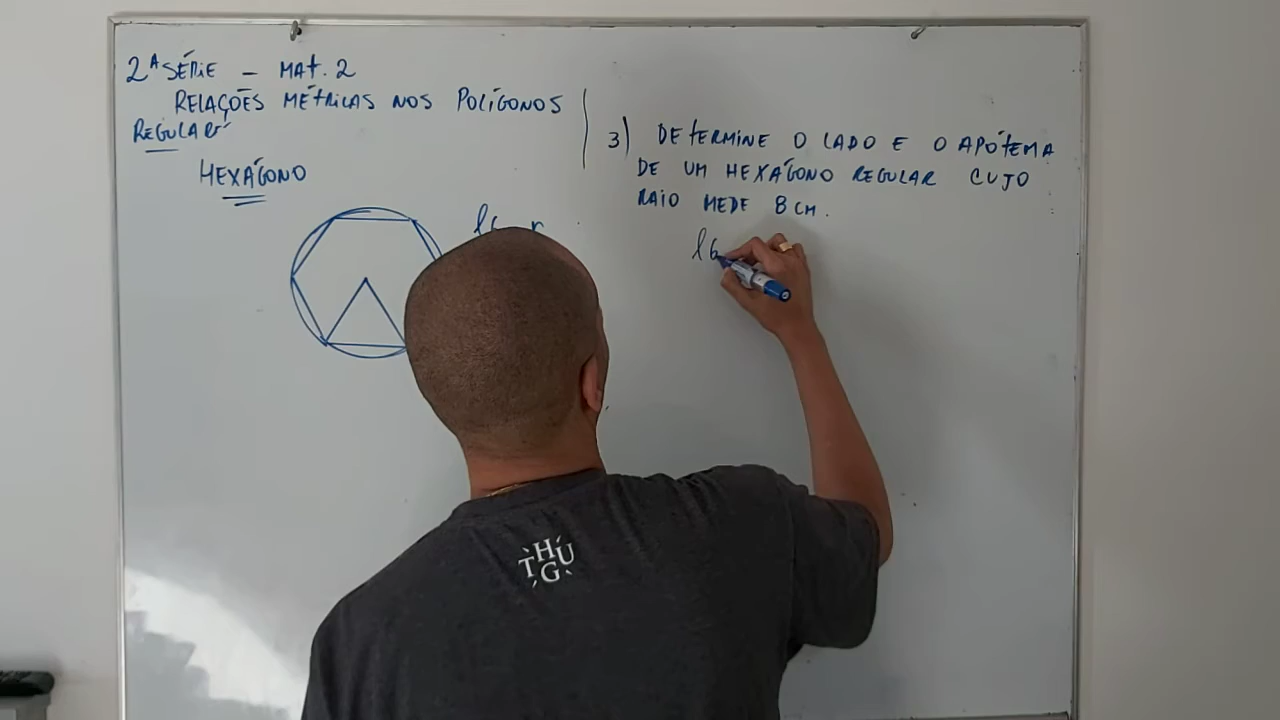 2ª SÉRIE - MAT. 2
RELAÇÕES MÉTRICAS NOS POLÍGONOS
REGULARES
HEXÁGONO
l6 r
3) DETERMINE O LADO E O APÓTEMA
DE UM HEXÁGONO REGULAR CUJO
RAIO MEDE 8 CM.
l6
THUG